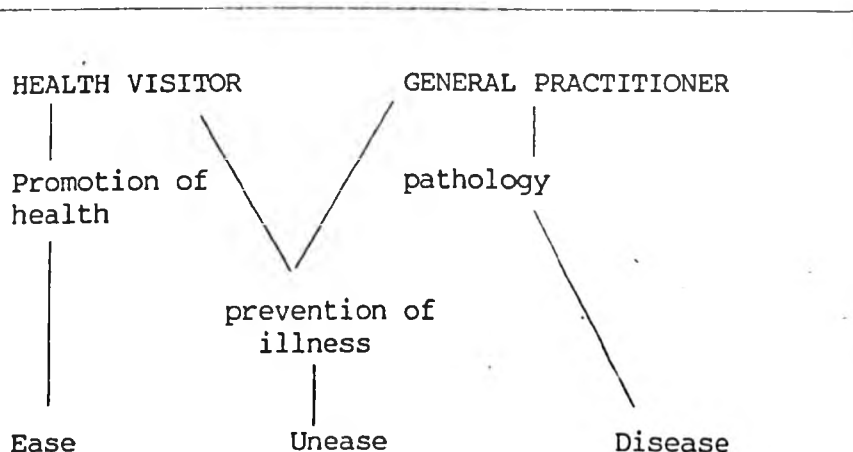 HEALTH VISITOR GENERAL PRACTITIONER
Promotion of health
pathology
prevention of
illness
Ease Unease Disease